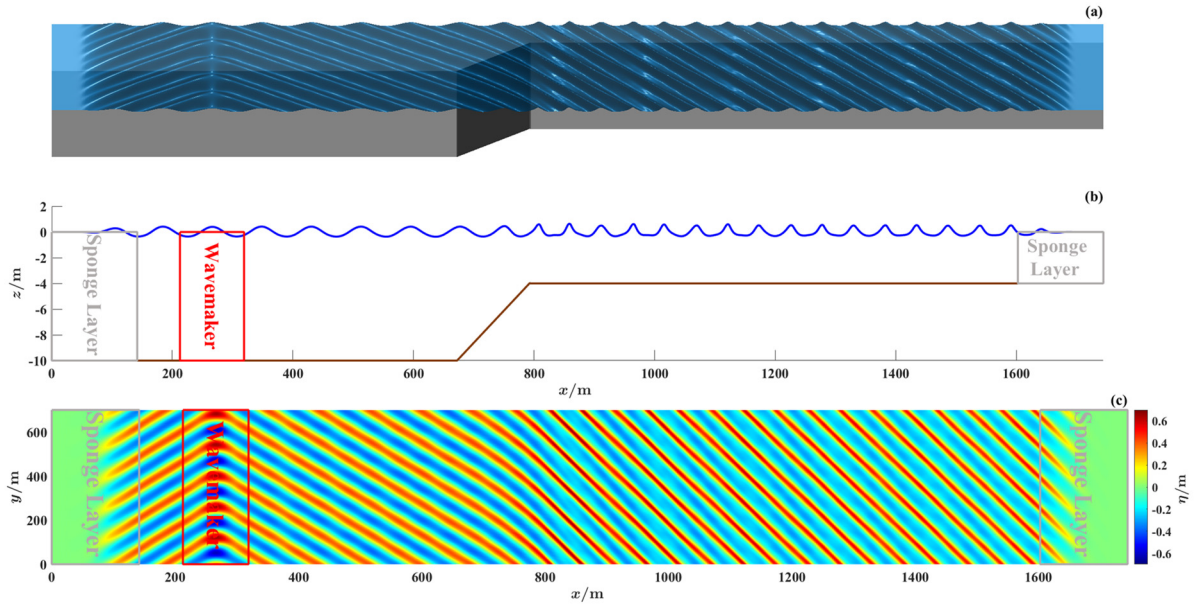 (a)
(b)
2
0
-2
-4
-6
-8
-10
z/m
Sponge Layer
Wavemaker
Sponge
Layer
0
200
400
600
800
1000
1200
1400
1600
x/m
(c)
600
400
200
0
y/m
Sponge Layer
Wavemaker
Sponge Layer
0.6
0.4
0.2
0
-0.2
-0.4
-0.6
η/m
0
200
400
600
800
1000
1200
1400
1600
x/m